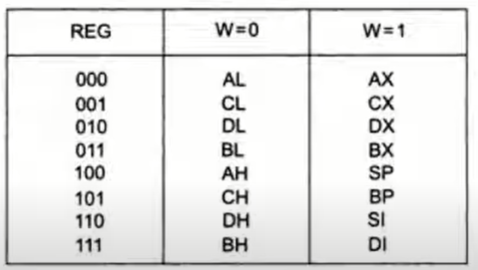 REG W=0 W=1
000 AL AX
001 CL CX
010 DL DX
011 BL BX
100 AH SP
101 CH BP
110 DH SI
111 BH DI